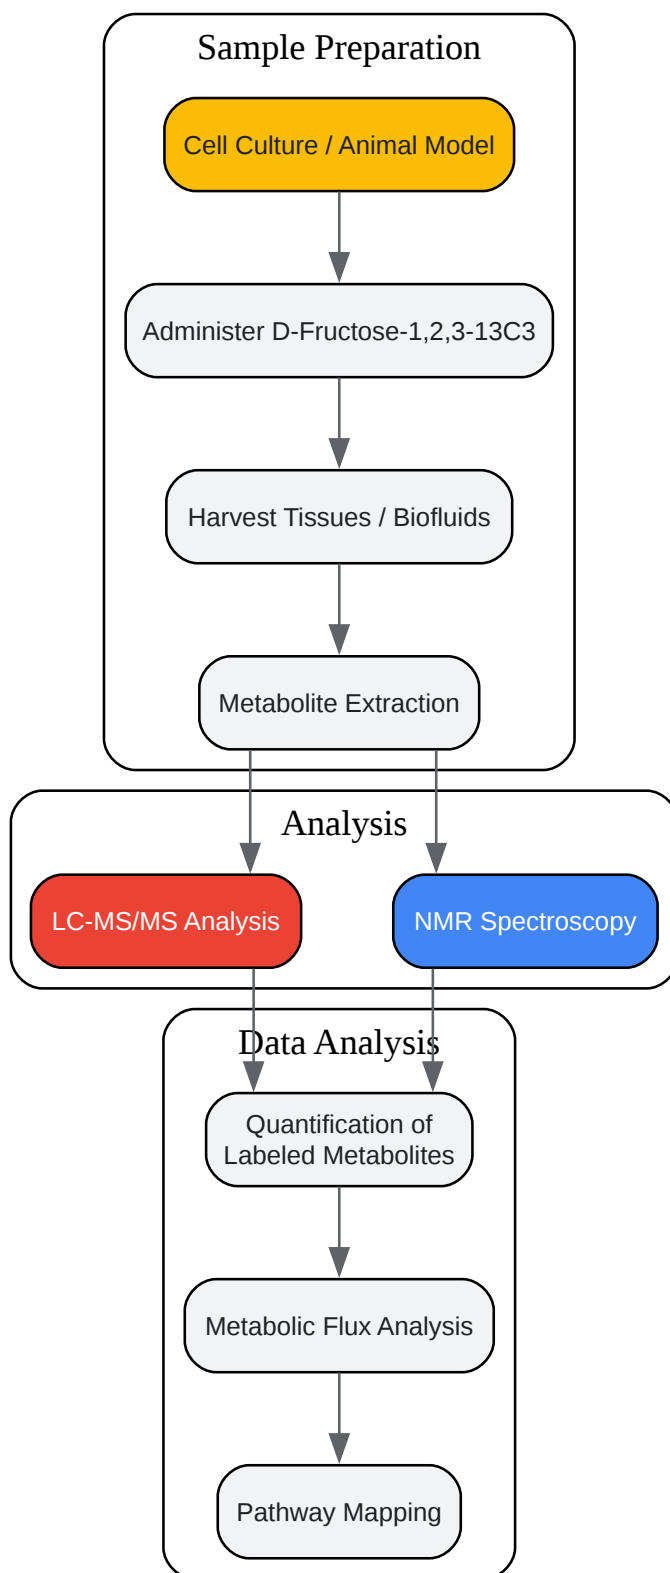 Sample Preparation
Cell Culture / Animal Model
Administer D-Fructose-1,2,3-13C3
Harvest Tissues / Biofluids
Metabolite Extraction
Analysis
LC-MS/MS Analysis
NMR Spectroscopy
Data Analysis
Quantification of
Labeled Metabolites
Metabolic Flux Analysis
Pathway Mapping